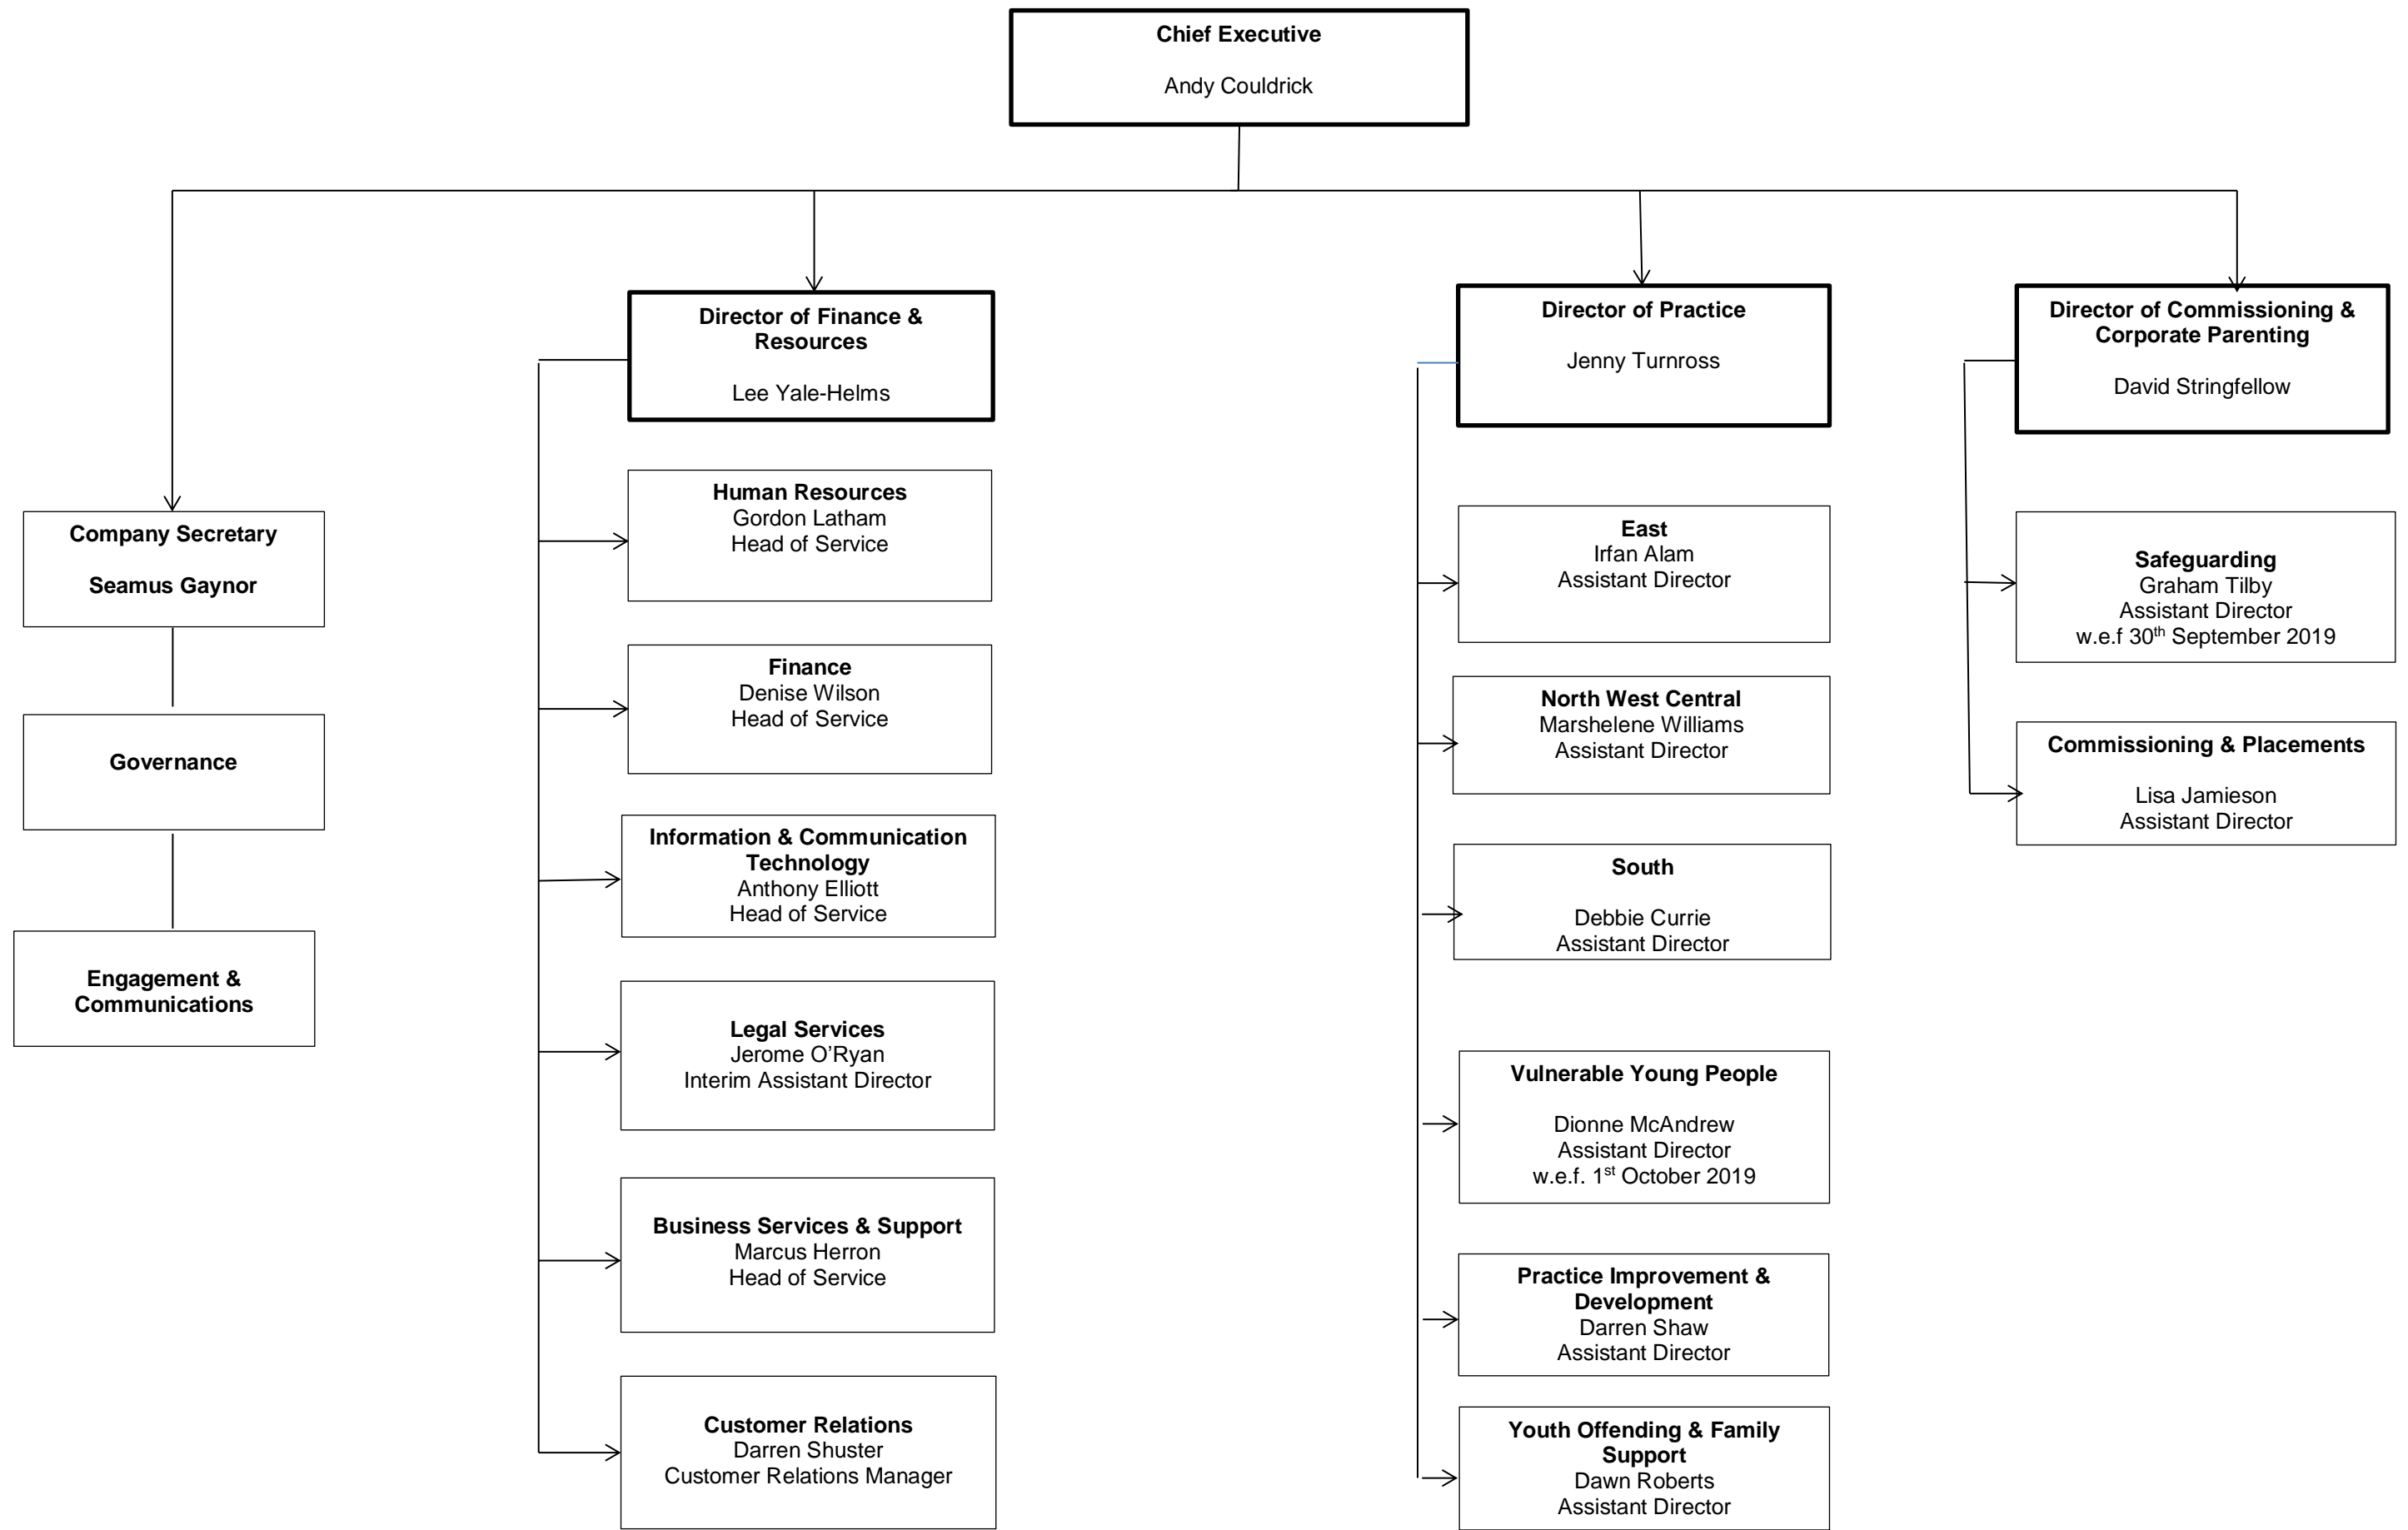 Chief Executive
Andy Couldrick
Director of Finance &
Resources
Lee Yale-Helms
Director of Practice
Jenny Turnross
Director of Commissioning &
Corporate Parenting
David Stringfellow
Company Secretary
Seamus Gaynor
Governance
Engagement &
Communications
Human Resources
Gordon Latham
Head of Service
Finance
Denise Wilson
Head of Service
Information & Communication
Technology
Anthony Elliott
Head of Service
Legal Services
Jerome O’Ryan
Interim Assistant Director
Business Services & Support
Marcus Herron
Head of Service
Customer Relations
Darren Shuster
Customer Relations Manager
East
Irfan Alam
Assistant Director
North West Central
Marshelene Williams
Assistant Director
South
Debbie Currie
Assistant Director
Vulnerable Young People
Dionne McAndrew
Assistant Director
w.e.f. 1st October 2019
Practice Improvement &
Development
Darren Shaw
Assistant Director
Youth Offending & Family
Support
Dawn Roberts
Assistant Director
Safeguarding
Graham Tilby
Assistant Director
w.e.f 30th September 2019
Commissioning & Placements
Lisa Jamieson
Assistant Director